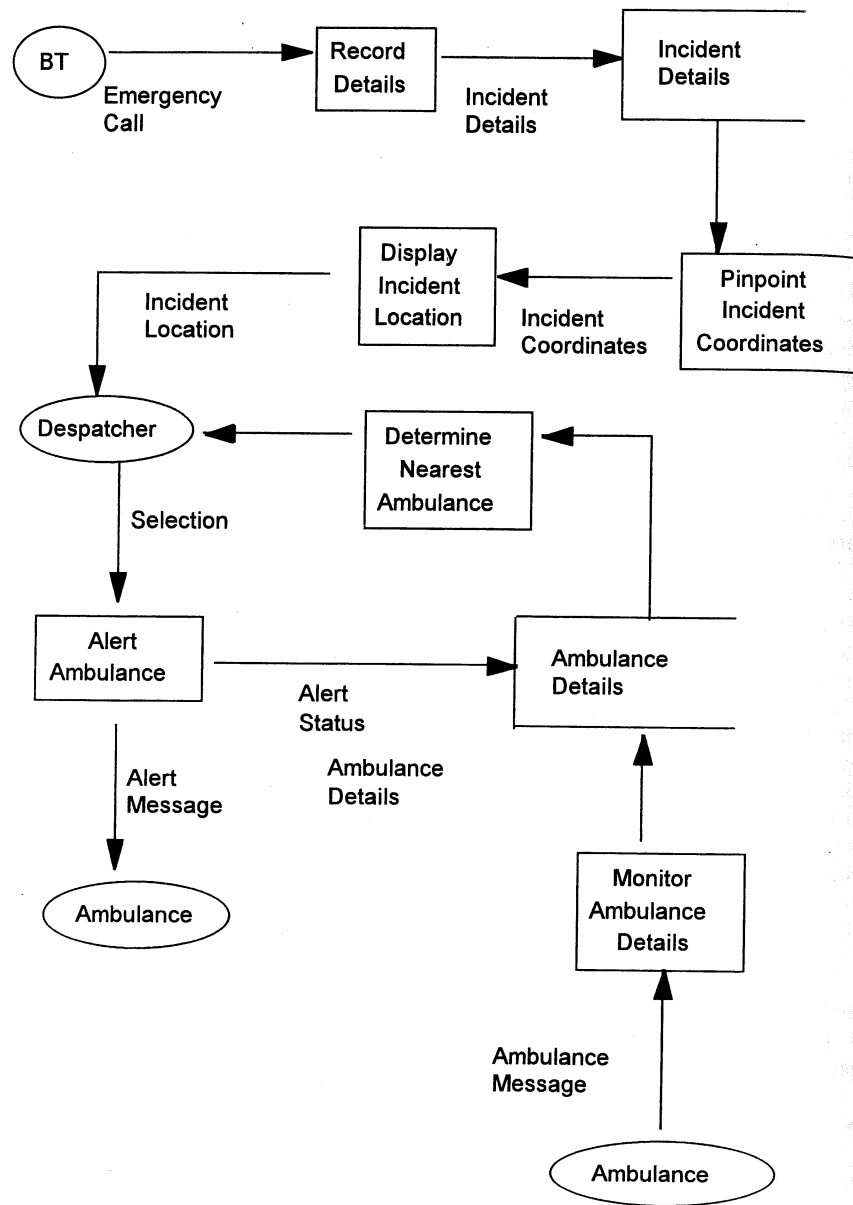 BT
Emergency
Call
Record
Details
Incident
Details
Incident
Details
Display
Incident
Location
Incident
Location
Incident
Coordinates
Pinpoint
Incident
Coordinates
Despatcher
Determine
Nearest
Ambulance
Selection
Alert
Ambulance
Alert
Status
Ambulance
Details
Ambulance
Details
Alert
Message
Ambulance
Monitor
Ambulance
Details
Ambulance
Message
Ambulance